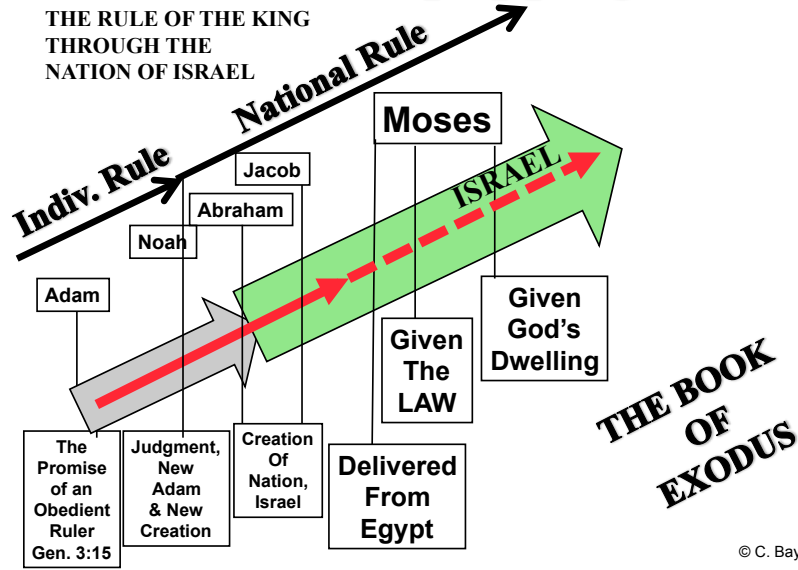 THE RULE OF THE KING
THROUGH THE
NATION OF ISRAEL
Indiv. Rule
National Rule
Moses
Jacob
Abraham
Noah
Adam
ISRAEL
Given
God's
Dwelling
Given
The
LAW
Delivered
From
Egypt
Creation
Of
Nation,
Israel
Judgment,
New
Adam
& New
Creation
The
Promise
of an
Obedient
Ruler
Gen. 3:15
THE BOOK
OF
EXODUS
© C. Bay